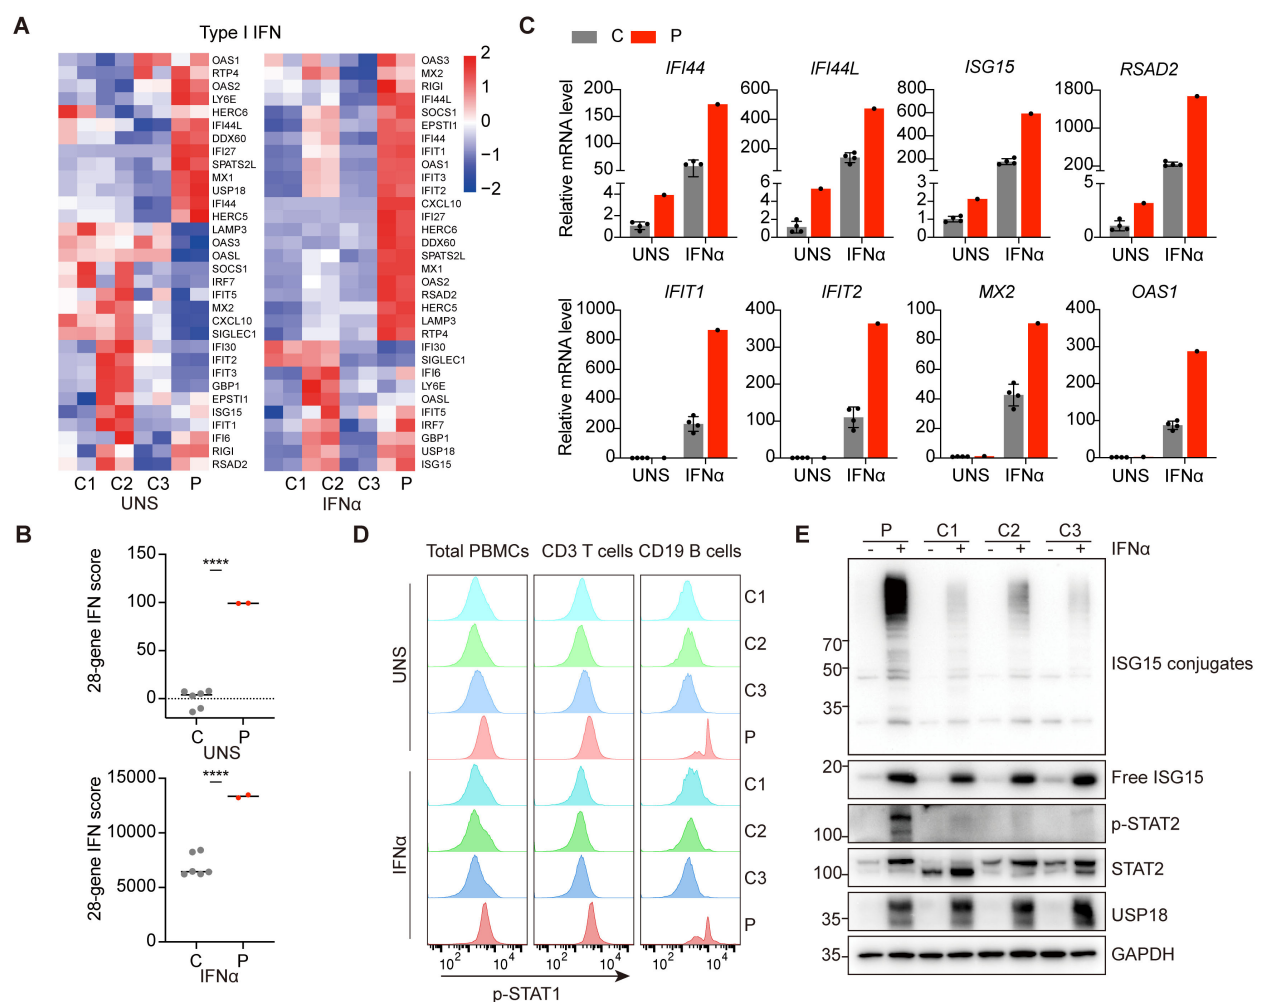 A
Type I IFN
OAS1
RTP4
OAS2
LY6E
HERC6
IFI44L
DDX60
IFI27
SPATS2L
MX1
USP18
IFI44
HERC5
LAMP3
OAS3
OASL
SOCS1
IRF7
IFIT5
MX2
CXCL10
SIGLEC1
IFI30
IFIT2
IFIT3
GBP1
EPSTI1
ISG15
IFIT1
IFI6
RIGI
RSAD2
C1 C2 C3 P
UNS
OAS3
MX2
RIGI
IFI44L
SOCS1
EPSTI1
IFI44
IFIT1
OAS1
IFIT3
IFIT2
CXCL10
IFI27
HERC6
DDX60
SPATS2L
MX1
OAS2
RSAD2
HERC5
LAMP3
RTP4
IFI30
SIGLEC1
IFI6
LY6E
OASL
IFIT5
IRF7
GBP1
USP18
ISG15
C1 C2 C3 P
IFNα
2
1
0
−1
−2
B
28-gene IFN score
150
100
50
0
****
C P
UNS
28-gene IFN score
15000
10000
5000
0
****
C P
IFNα
C
C P
Relative mRNA level
IFI44
200
150
100
50
4
2
0
UNS IFNα
IFI44L
600
400
200
6
4
2
0
UNS IFNα
ISG15
800
600
400
200
3
2
1
0
UNS IFNα
RSAD2
1800
1000
200
5
0
UNS IFNα
Relative mRNA level
IFIT1
1000
800
600
400
200
0
UNS IFNα
IFIT2
400
300
200
100
0
UNS IFNα
MX2
100
80
60
40
20
0
UNS IFNα
OAS1
400
300
200
100
0
UNS IFNα
D
Total PBMCs CD3 T cells CD19 B cells
UNS
C1
C2
C3
P
IFNα
C1
C2
C3
P
10² 10⁴ 10² 10⁴ 10² 10⁴
p-STAT1
E
P C1 C2 C3
- + - + - + - + IFNα
70
50
35
ISG15 conjugates
20
Free ISG15
100
p-STAT2
100
STAT2
35
USP18
35
GAPDH